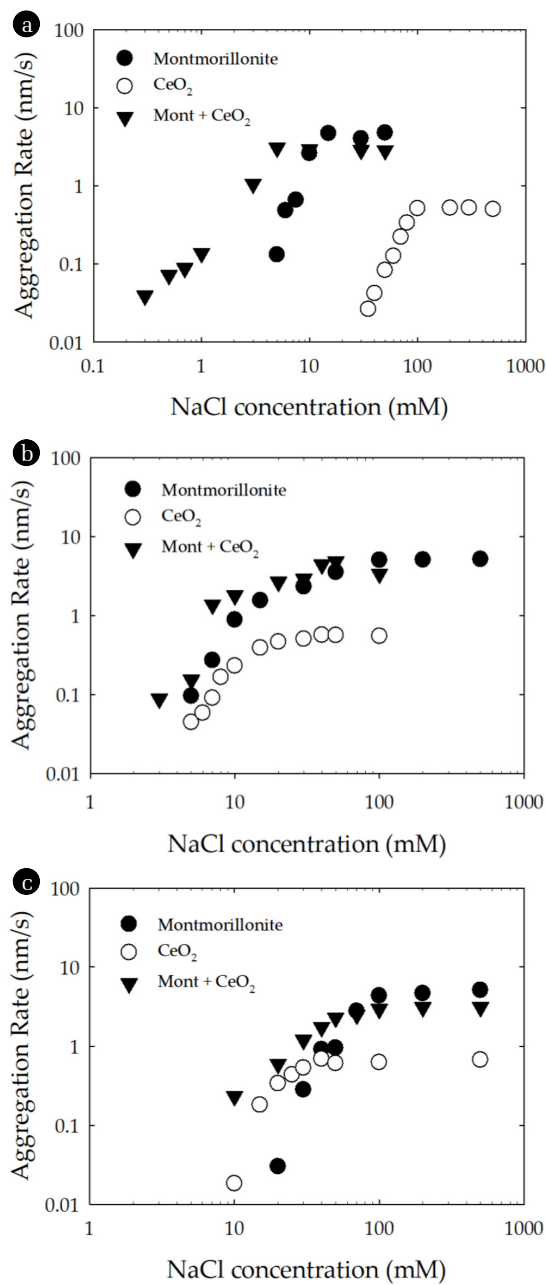 a
100
10
1
0.1
0.01
Aggregation Rate (nm/s)
Montmorillonite
CeO2
Mont + CeO2
0.1 1 10 100 1000
NaCl concentration (mM)
b
100
10
1
0.1
0.01
Aggregation Rate (nm/s)
Montmorillonite
CeO2
Mont + CeO2
1 10 100 1000
NaCl concentration (mM)
c
100
10
1
0.1
0.01
Aggregation Rate (nm/s)
Montmorillonite
CeO2
Mont + CeO2
1 10 100 1000
NaCl concentration (mM)